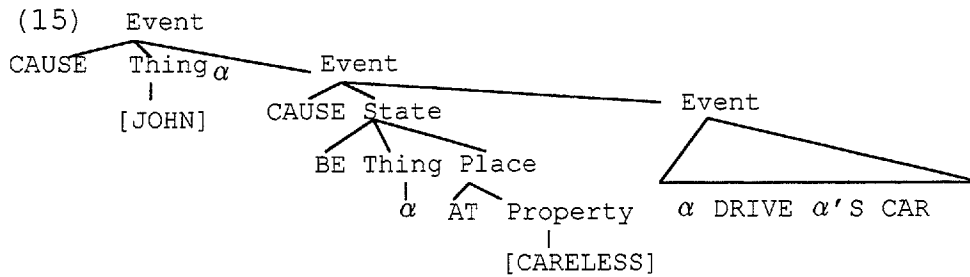 (15) Event
CAUSE Thing α Event
[JOHN] CAUSE State Event
BE Thing Place
α AT Property α DRIVE α'S CAR
[CARELESS]